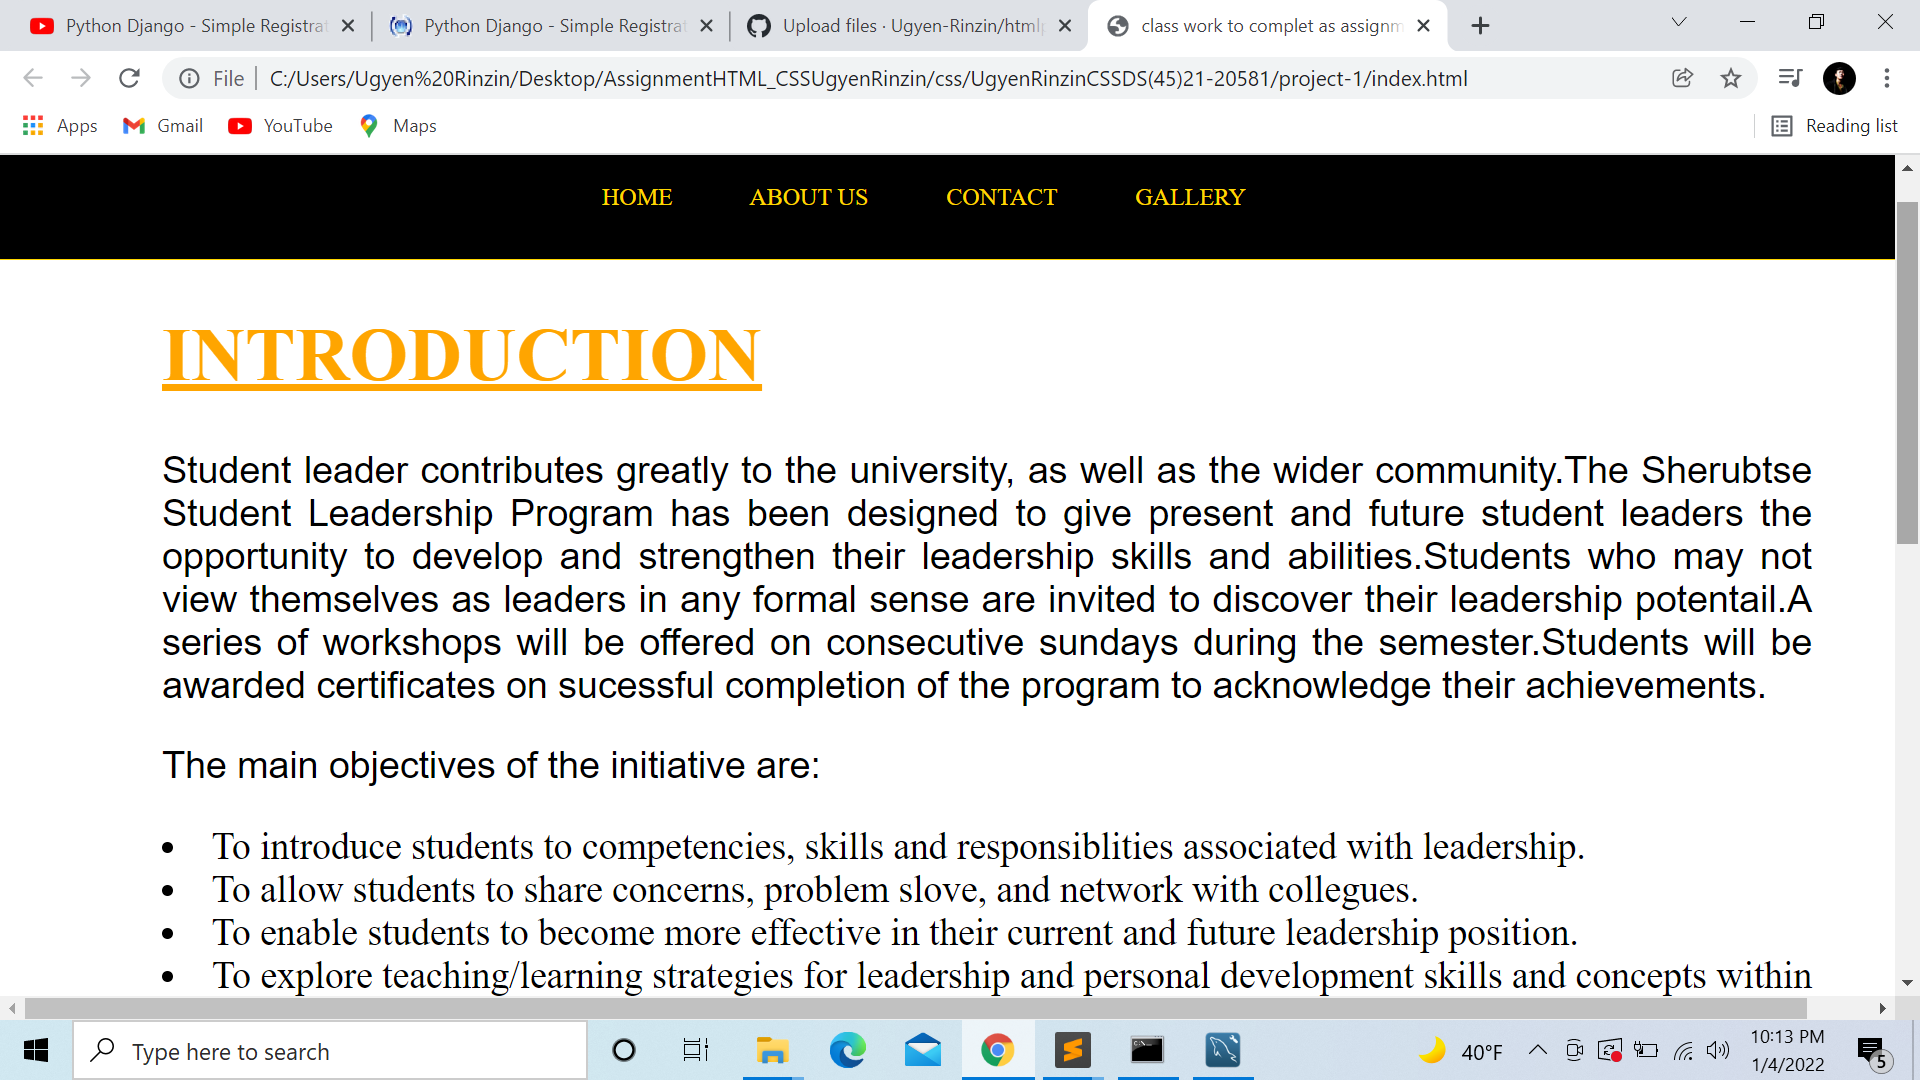 Python Django - Simple Registrat
Python Django - Simple Registrat
Upload files · Ugyen-Rinzin/htmlp
class work to complet as assignm
File
C:/Users/Ugyen%20Rinzin/Desktop/AssignmentHTML_CSSUgyenRinzin/css/UgyenRinzinCSSDS(45)21-20581/project-1/index.html
Apps Gmail YouTube Maps Reading list
HOME ABOUT US CONTACT GALLERY
INTRODUCTION
Student leader contributes greatly to the university, as well as the wider community.The Sherubtse
Student Leadership Program has been designed to give present and future student leaders the
opportunity to develop and strengthen their leadership skills and abilities.Students who may not
view themselves as leaders in any formal sense are invited to discover their leadership potentail.A
series of workshops will be offered on consecutive sundays during the semester.Students will be
awarded certificates on sucessful completion of the program to acknowledge their achievements.
The main objectives of the initiative are:
• To introduce students to competencies, skills and responsiblities associated with leadership.
• To allow students to share concerns, problem slove, and network with collegues.
• To enable students to become more effective in their current and future leadership position.
• To explore teaching/learning strategies for leadership and personal development skills and concepts within
Type here to search
40°F
10:13 PM
1/4/2022
5